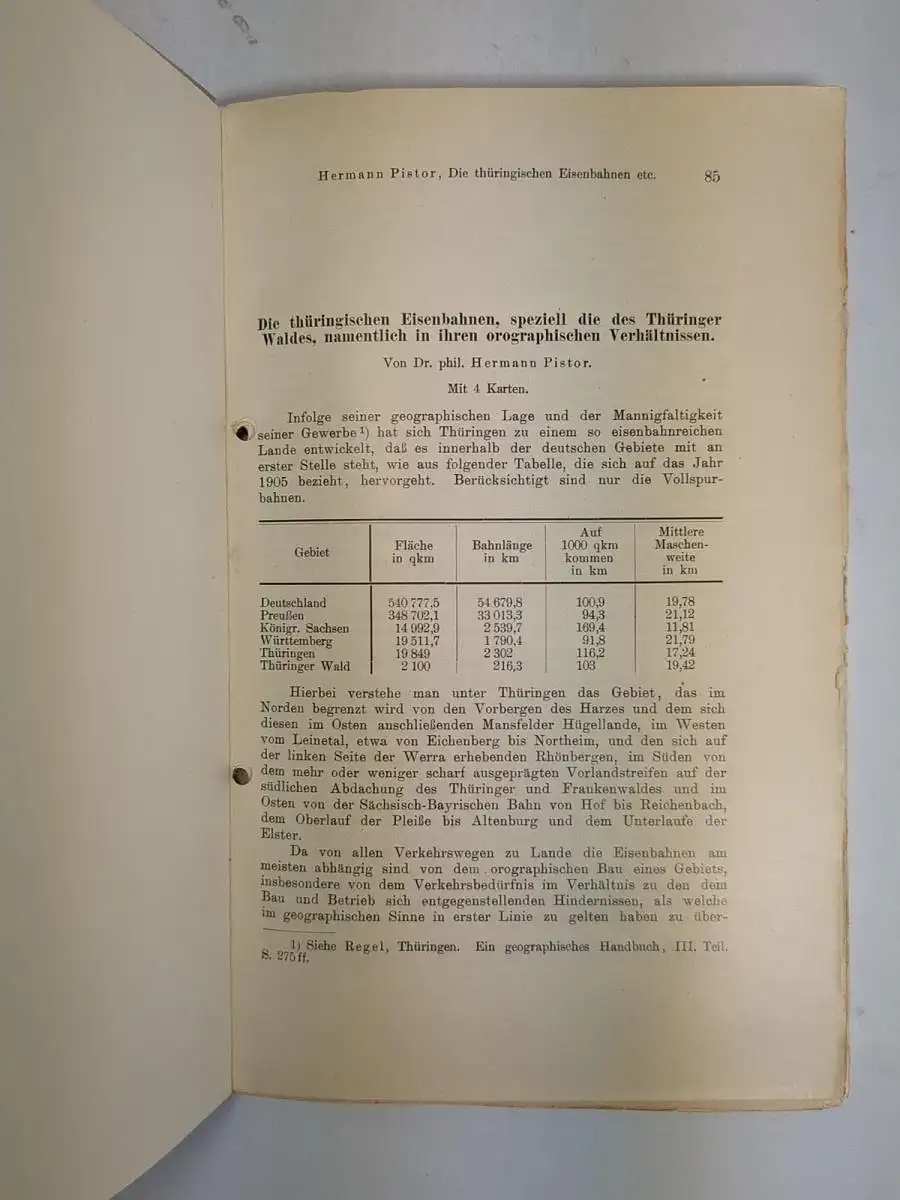 Hermann Pistor, Die thüringischen Eisenbahnen etc. 85
Die thüringischen Eisenbahnen, speziell die des Thüringer
Waldes, namentlich in ihren orographischen Verhältnissen.
Von Dr. phil. Hermann Pistor.
Mit 4 Karten.
Infolge seiner geographischen Lage und der Mannigfaltigkeit
seiner Gewerbe 1) hat sich Thüringen zu einem so eisenbahnreichen
Lande entwickelt, daß es innerhalb der deutschen Gebiete mit an
erster Stelle steht, wie aus folgender Tabelle, die sich auf das Jahr
1905 bezieht, hervorgeht. Berücksichtigt sind nur die Vollspur-
bahnen.
Gebiet | Fläche in qkm | Bahnlänge in km | Auf 1000 qkm kommen in km | Mittlere Maschen-weite in km
Deutschland | 540 777,5 | 54 679,8 | 100,9 | 19,78
Preußen | 348 702,1 | 33 013,3 | 94,3 | 21,12
Königr. Sachsen | 14 992,9 | 2 539,7 | 169,4 | 11,81
Württemberg | 19 511,7 | 1 790,4 | 91,8 | 21,79
Thüringen | 19 849 | 2 302 | 116,2 | 17,24
Thüringer Wald | 2 100 | 216,3 | 103 | 19,42
Hierbei verstehe man unter Thüringen das Gebiet, das im
Norden begrenzt wird von den Vorbergen des Harzes und dem sich
diesen im Osten anschließenden Mansfelder Hügellande, im Westen
vom Leinetal, etwa von Eichenberg bis Northeim, und den sich auf
der linken Seite der Werra erhebenden Rhönbergen, im Süden von
dem mehr oder weniger scharf ausgeprägten Vorlandstreifen auf der
südlichen Abdachung des Thüringer und Frankenwaldes und im
Osten von der Sächsisch-Bayrischen Bahn von Hof bis Reichenbach,
dem Oberlauf der Pleiße bis Altenburg und dem Unterlaufe der
Elster.
Da von allen Verkehrswegen zu Lande die Eisenbahnen am
meisten abhängig sind von dem orographischen Bau eines Gebiets,
insbesondere von dem Verkehrsbedürfnis im Verhältnis zu den dem
Bau und Betrieb sich entgegenstellenden Hindernissen, als welche
im geographischen Sinne in erster Linie zu gelten haben zu über-
1) Siehe Regel, Thüringen. Ein geographisches Handbuch, III. Teil.
S. 275 ff.